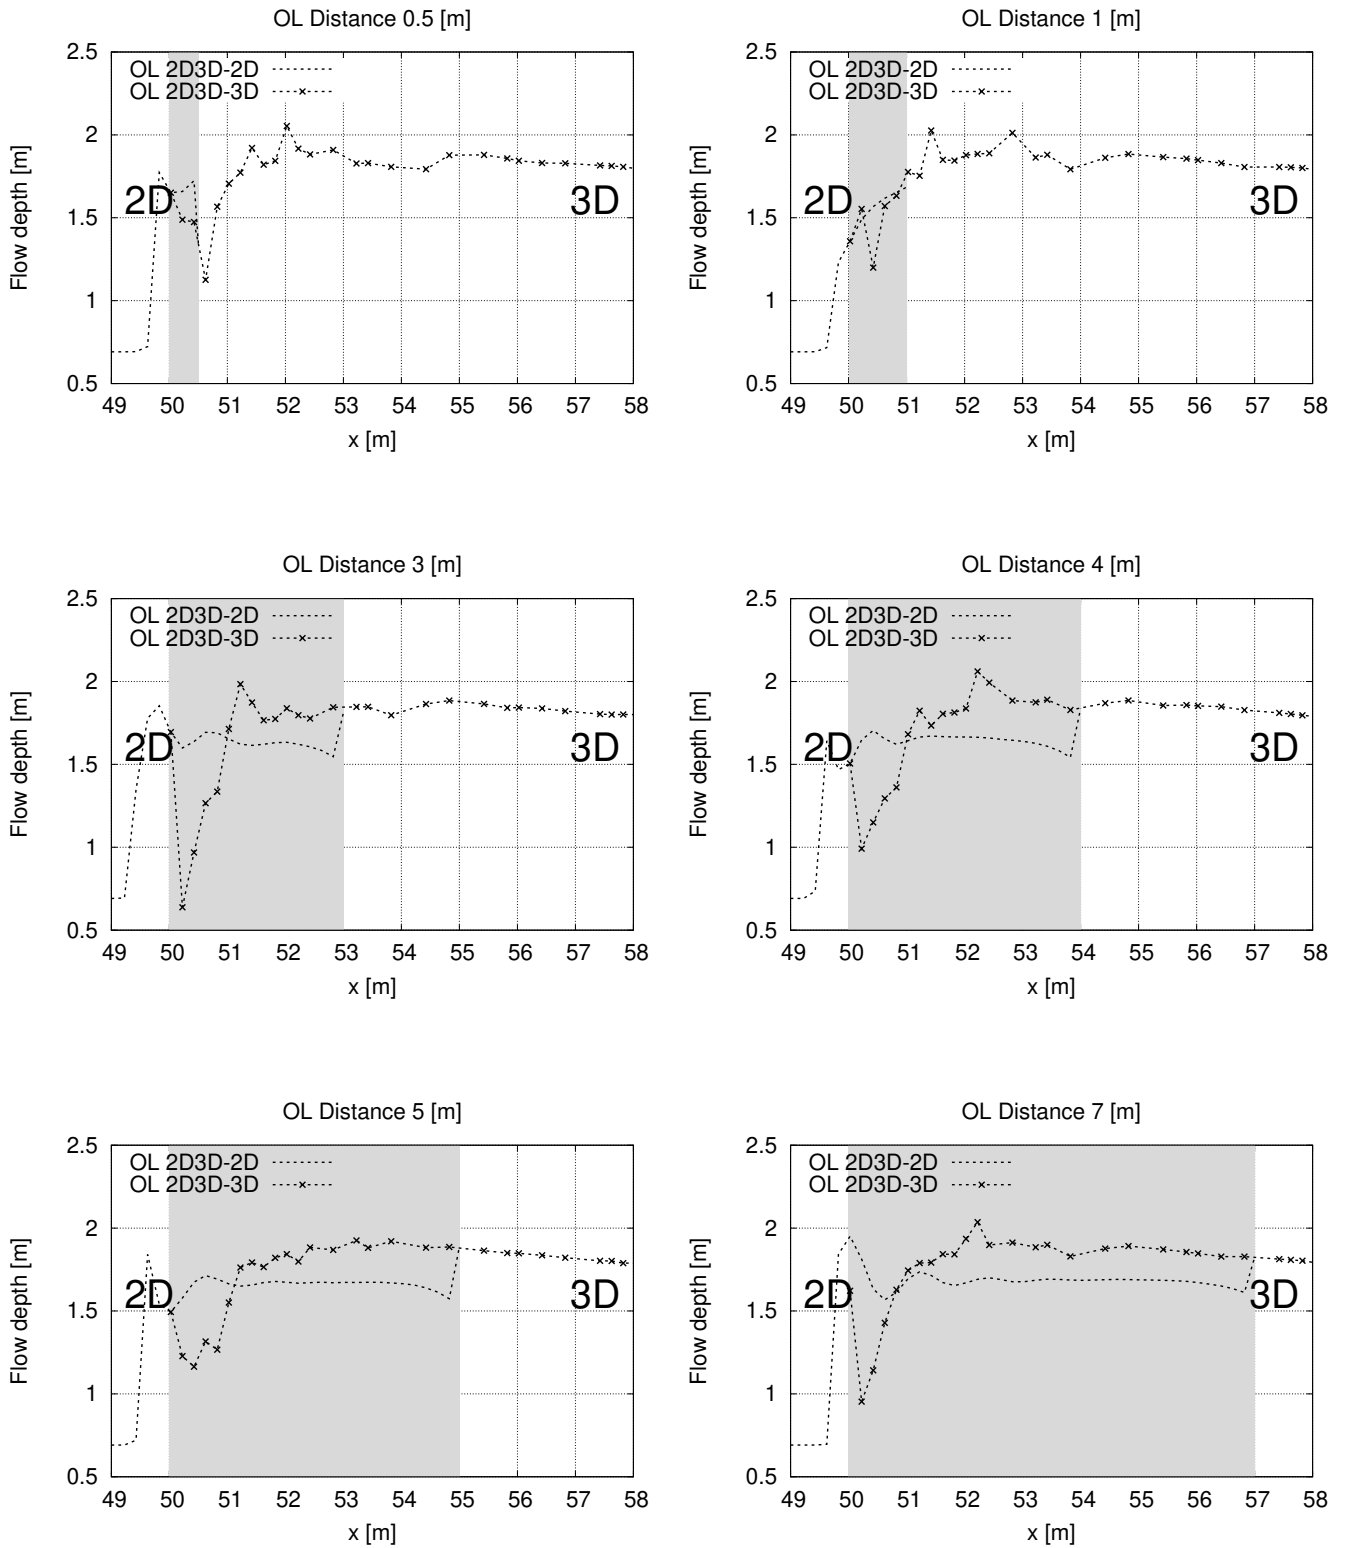 OL Distance 0.5 [m]
2.5
2
1.5
1
0.5
Flow depth [m]
OL 2D3D-2D
OL 2D3D-3D
2D
3D
49 50 51 52 53 54 55 56 57 58
x [m]
OL Distance 1 [m]
2.5
2
1.5
1
0.5
Flow depth [m]
OL 2D3D-2D
OL 2D3D-3D
2D
3D
49 50 51 52 53 54 55 56 57 58
x [m]
OL Distance 3 [m]
2.5
2
1.5
1
0.5
Flow depth [m]
OL 2D3D-2D
OL 2D3D-3D
2D
3D
49 50 51 52 53 54 55 56 57 58
x [m]
OL Distance 4 [m]
2.5
2
1.5
1
0.5
Flow depth [m]
OL 2D3D-2D
OL 2D3D-3D
2D
3D
49 50 51 52 53 54 55 56 57 58
x [m]
OL Distance 5 [m]
2.5
2
1.5
1
0.5
Flow depth [m]
OL 2D3D-2D
OL 2D3D-3D
2D
3D
49 50 51 52 53 54 55 56 57 58
x [m]
OL Distance 7 [m]
2.5
2
1.5
1
0.5
Flow depth [m]
OL 2D3D-2D
OL 2D3D-3D
2D
3D
49 50 51 52 53 54 55 56 57 58
x [m]